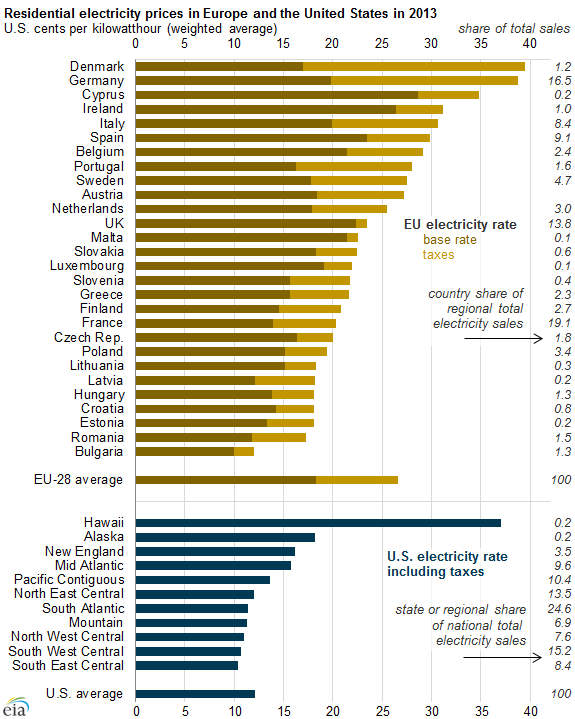 Residential electricity prices in Europe and the United States in 2013
U.S. cents per kilowatthour (weighted average) share of total sales
0 5 10 15 20 25 30 35 40
Denmark 1.2
Germany 16.5
Cyprus 0.2
Ireland 1.0
Italy 8.4
Spain 9.1
Belgium 2.4
Portugal 1.6
Sweden 4.7
Austria
Netherlands 3.0
UK EU electricity rate 13.8
Malta base rate 0.1
Slovakia taxes 0.6
Luxembourg 0.1
Slovenia 0.4
Greece country share of 2.3
Finland regional total 2.7
France electricity sales 19.1
Czech Rep. 1.8
Poland 3.4
Lithuania 0.3
Latvia 0.2
Hungary 1.3
Croatia 0.8
Estonia 0.2
Romania 1.5
Bulgaria 1.3
EU-28 average 100
Hawaii 0.2
Alaska 0.2
New England U.S. electricity rate 3.5
Mid Atlantic including taxes 9.6
Pacific Contiguous 10.4
North East Central 13.5
South Atlantic state or regional share 24.6
Mountain of national total 6.9
North West Central electricity sales 7.6
South West Central 15.2
South East Central 8.4
U.S. average 100
0 5 10 15 20 25 30 35 40
eia